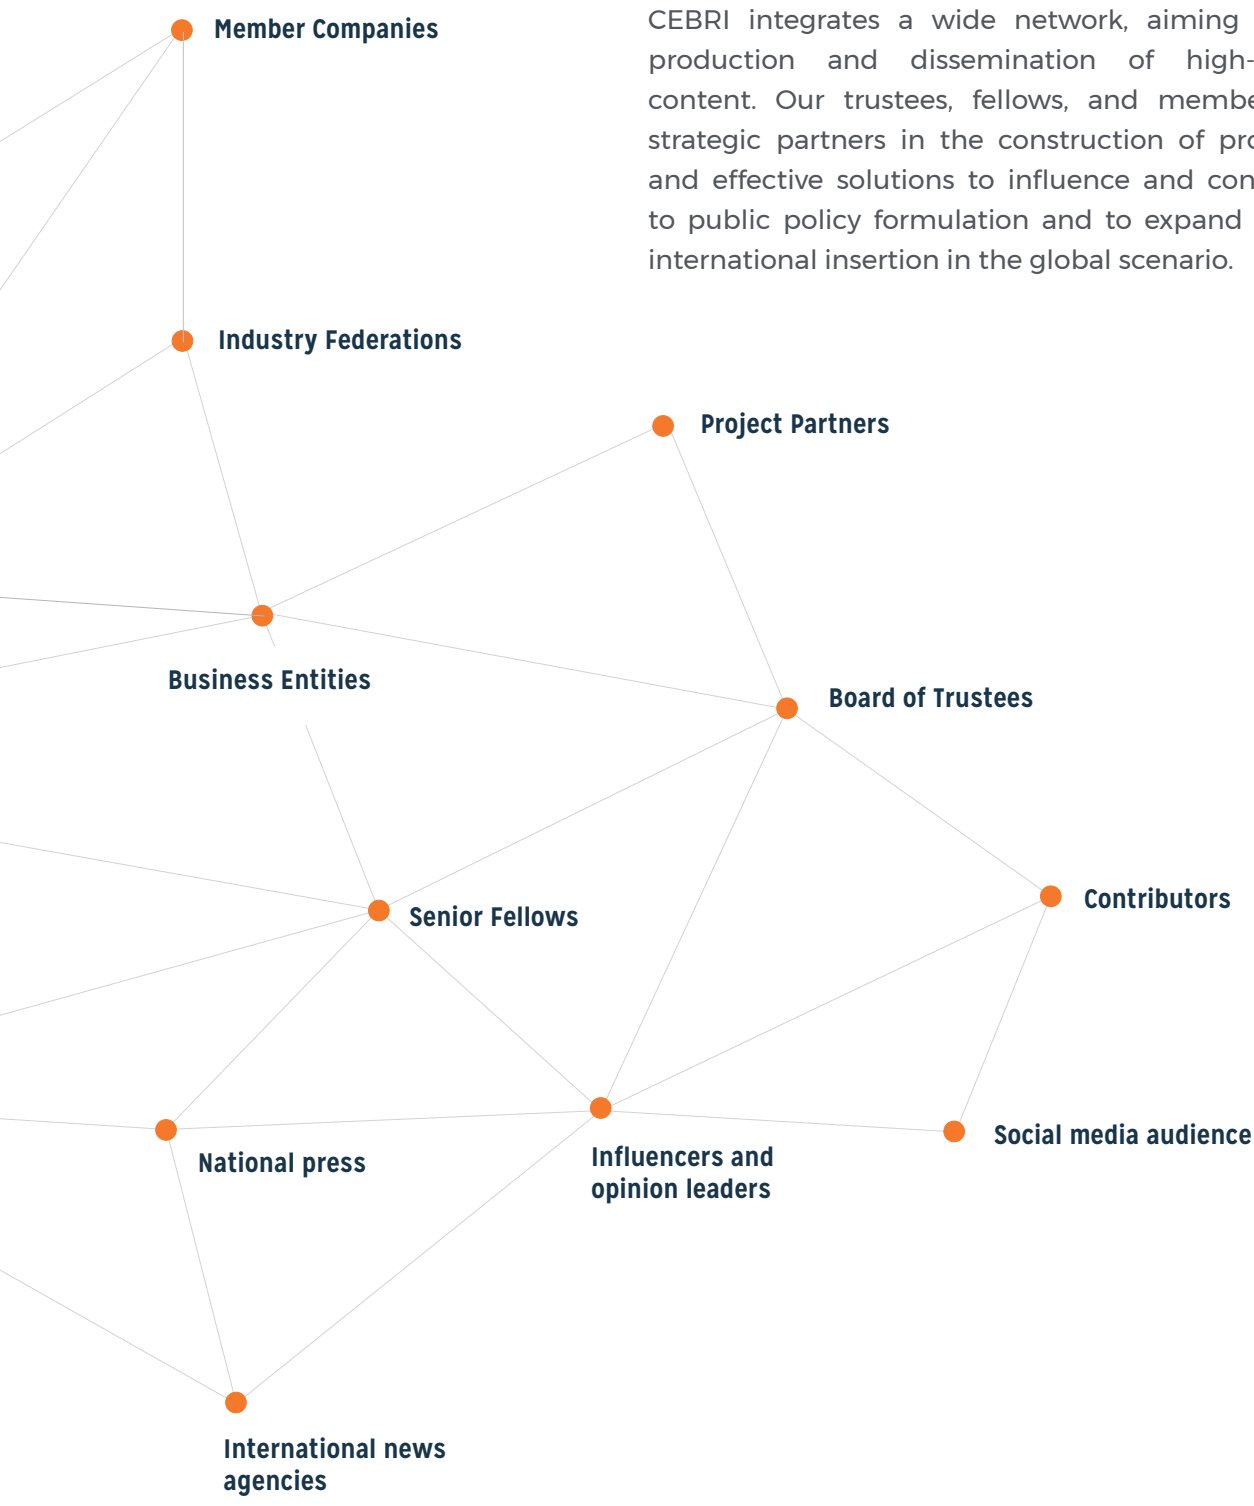 Member Companies
CEBRI integrates a wide network, aiming
production and dissemination of high-
content. Our trustees, fellows, and membe
strategic partners in the construction of pro
and effective solutions to influence and con
to public policy formulation and to expand
international insertion in the global scenario.
Industry Federations
Project Partners
Business Entities
Board of Trustees
Contributors
Senior Fellows
Social media audience
National press
Influencers and
opinion leaders
International news
agencies